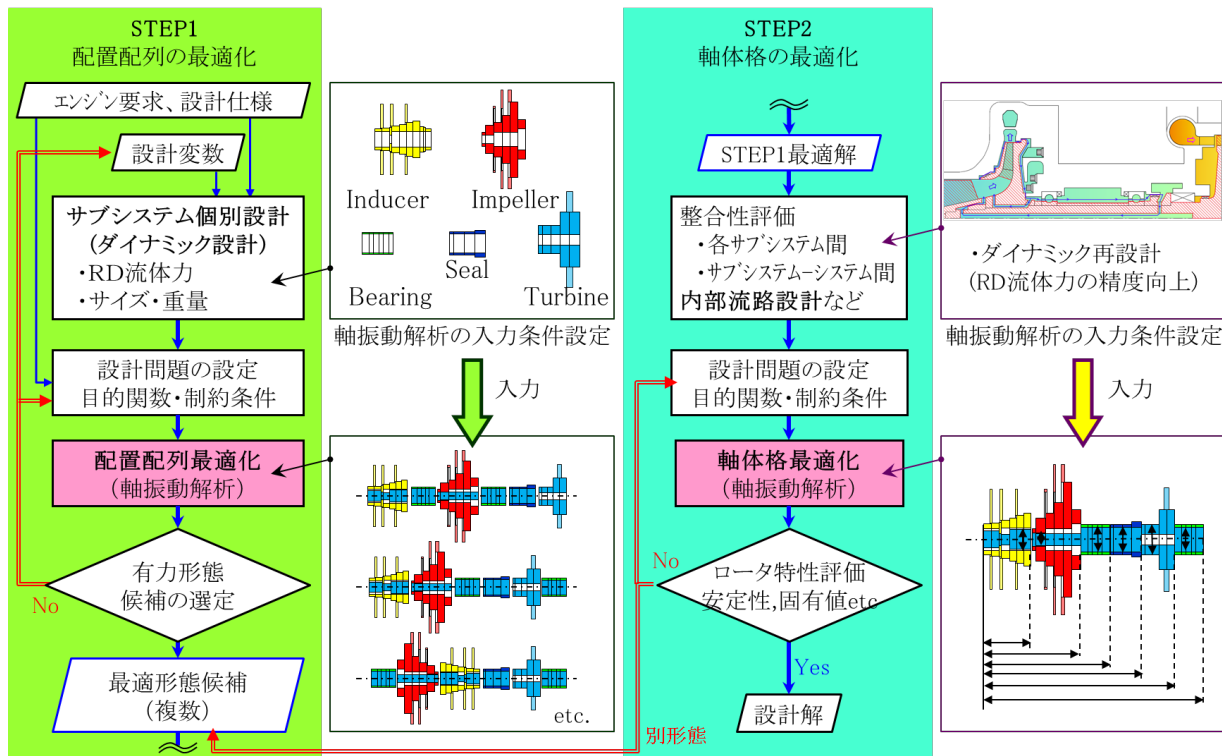 STEP1
配置配列の最適化
エンジン要求、設計仕様
設計変数
サブシステム個別設計
(ダイナミック設計)
・RD流体力
・サイズ・重量
設計問題の設定
目的関数・制約条件
配置配列最適化
(軸振動解析)
有力形態
候補の選定
No
最適形態候補
(複数)
Inducer
Impeller
Bearing
Seal
Turbine
軸振動解析の入力条件設定
入力
etc.
STEP2
軸体格の最適化
STEP1最適解
整合性評価
・各サブシステム間
・サブシステムーシステム間
内部流路設計など
設計問題の設定
目的関数・制約条件
軸体格最適化
(軸振動解析)
No
ロータ特性評価
安定性,固有値etc
Yes
設計解
別形態
・ダイナミック再設計
(RD流体力の精度向上)
軸振動解析の入力条件設定
入力